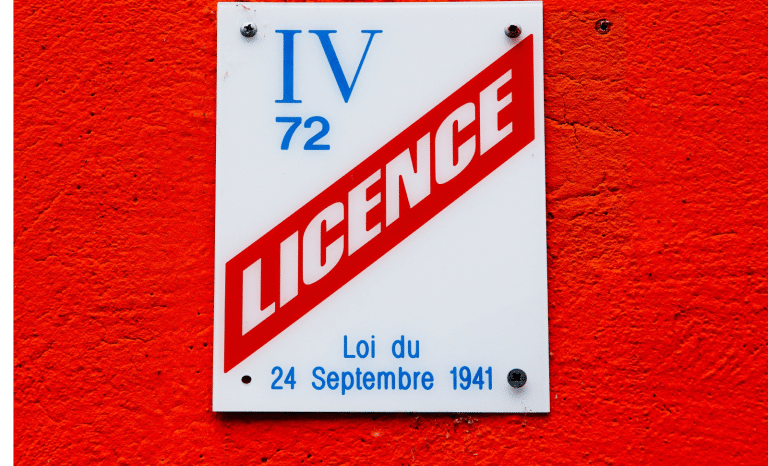 IV
72
LICENCE
Loi du
24 Septembre 1941